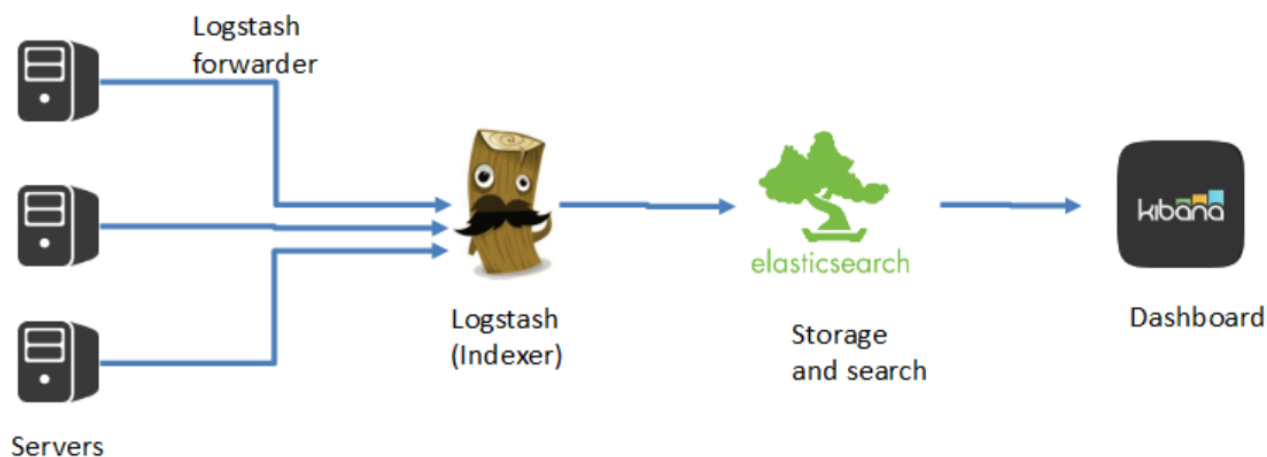 Logstash
forwarder
elasticsearch
kibana
Logstash
(Indexer)
Storage
and search
Dashboard
Servers